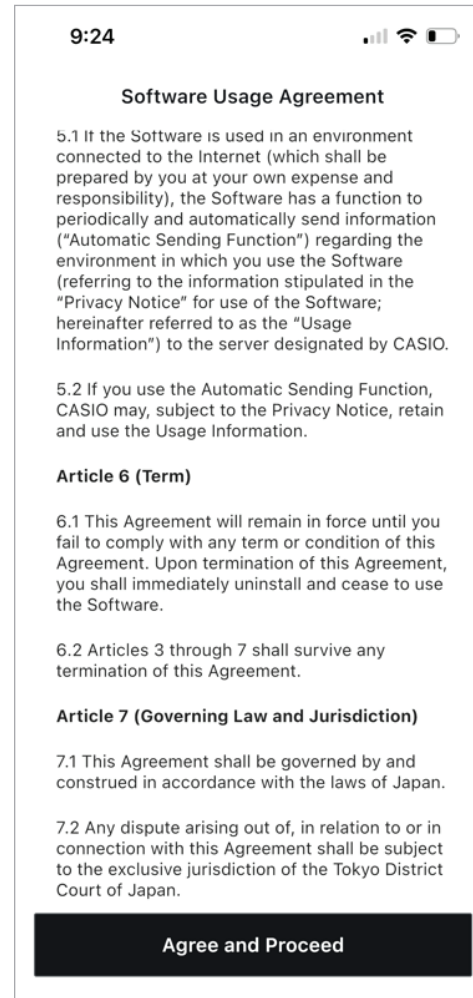 9:24
Software Usage Agreement
5.1 If the Software is used in an environment
connected to the Internet (which shall be
prepared by you at your own expense and
responsibility), the Software has a function to
periodically and automatically send information
(“Automatic Sending Function”) regarding the
environment in which you use the Software
(referring to the information stipulated in the
“Privacy Notice” for use of the Software;
hereinafter referred to as the “Usage
Information”) to the server designated by CASIO.
5.2 If you use the Automatic Sending Function,
CASIO may, subject to the Privacy Notice, retain
and use the Usage Information.
Article 6 (Term)
6.1 This Agreement will remain in force until you
fail to comply with any term or condition of this
Agreement. Upon termination of this Agreement,
you shall immediately uninstall and cease to use
the Software.
6.2 Articles 3 through 7 shall survive any
termination of this Agreement.
Article 7 (Governing Law and Jurisdiction)
7.1 This Agreement shall be governed by and
construed in accordance with the laws of Japan.
7.2 Any dispute arising out of, in relation to or in
connection with this Agreement shall be subject
to the exclusive jurisdiction of the Tokyo District
Court of Japan.
Agree and Proceed